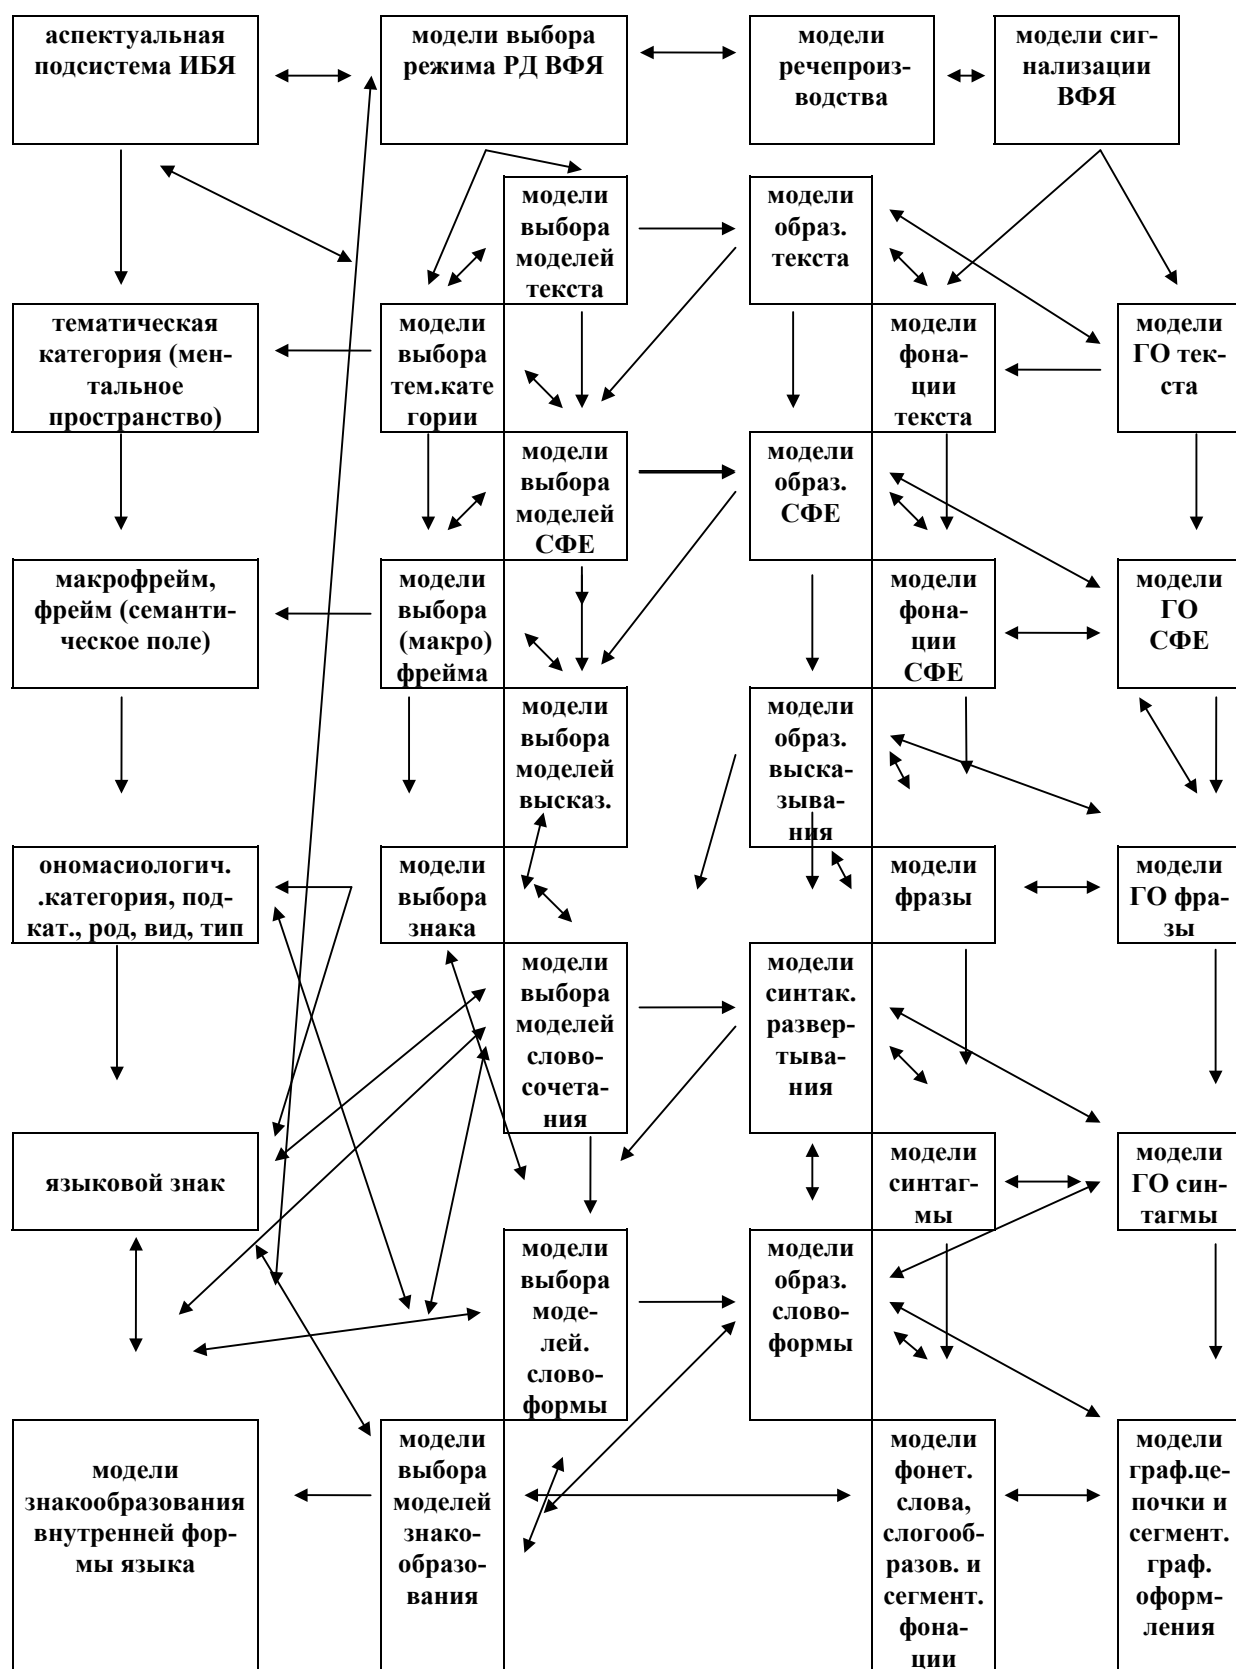 аспектуальная
подсистема ИБЯ
модели выбора
режима РД ВФЯ
модели
речепроиз-
водства
модели сиг-
нализации
ВФЯ
модели
выбора
моделей
текста
модели
образ.
текста
тематическая
категория (мен-
тальное
пространство)
модели
выбора
тем.кате
гории
модели
фона-
ции
текста
модели
ГО тек-
ста
модели
выбора
моделей
СФЕ
модели
образ.
СФЕ
макрофрейм,
фрейм (семанти-
ческое поле)
модели
выбора
(макро)
фрейма
модели
фона-
ции
СФЕ
модели
ГО
СФЕ
модели
выбора
моделей
высказ.
модели
образ.
выска-
зыва-
ния
ономасиологич.
.категория, под-
кат., род, вид, тип
модели
выбора
знака
модели
фразы
модели
ГО фра-
зы
модели
выбора
моделей
слово-
сочета-
ния
модели
синтак.
развер-
тыва-
ния
языковой знак
модели
синтаг-
мы
модели
ГО син-
тагмы
модели
выбора
моде-
лей.
слово-
формы
модели
образ.
слово-
формы
модели
знакообразования
внутренней фор-
мы языка
модели
выбора
моделей
знако-
образо-
вания
модели
фонет.
слова,
слогооб-
разов. и
сегмент.
фона-
ции
модели
граф.це-
почки и
сегмент.
граф.
оформ-
ления